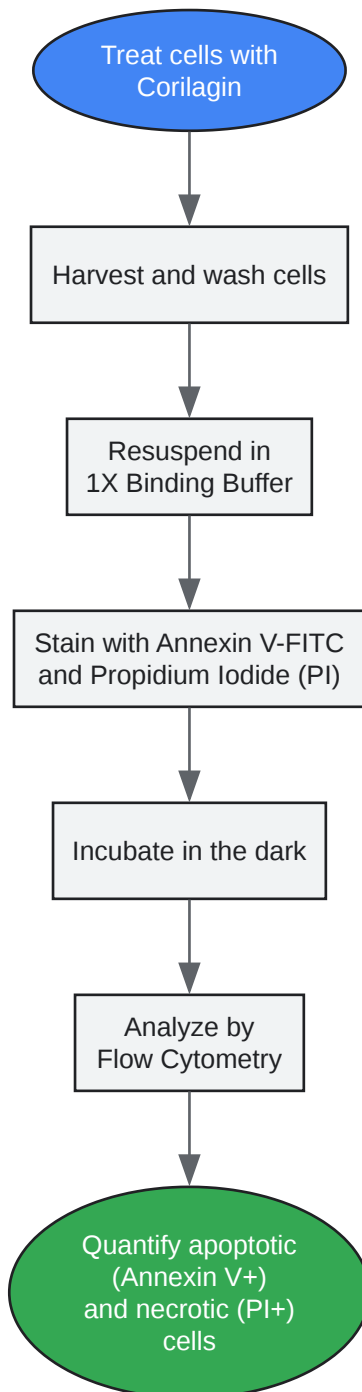 Treat cells with
Corilagin
Harvest and wash cells
Resuspend in
1X Binding Buffer
Stain with Annexin V-FITC
and Propidium Iodide (PI)
Incubate in the dark
Analyze by
Flow Cytometry
Quantify apoptotic
(Annexin V+)
and necrotic (PI+)
cells